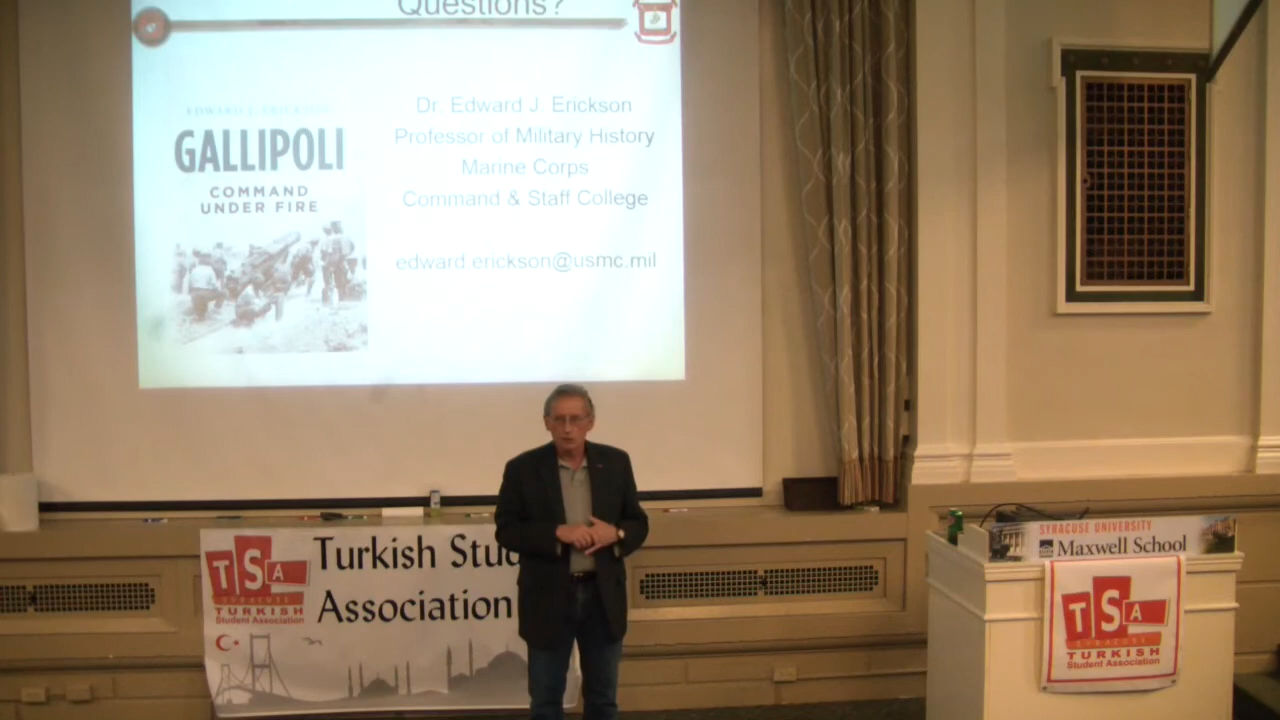 Questions?
EDWARD J. ERICKSON
GALLIPOLI
COMMAND
UNDER FIRE
Dr. Edward J. Erickson
Professor of Military History
Marine Corps
Command & Staff College
edward.erickson@usmc.mil
TSA
SYRACUSE
TURKISH
Student Association
Turkish Stud
Association
SYRACUSE UNIVERSITY
Maxwell School
TSA
SYRACUSE
TURKISH
Student Association